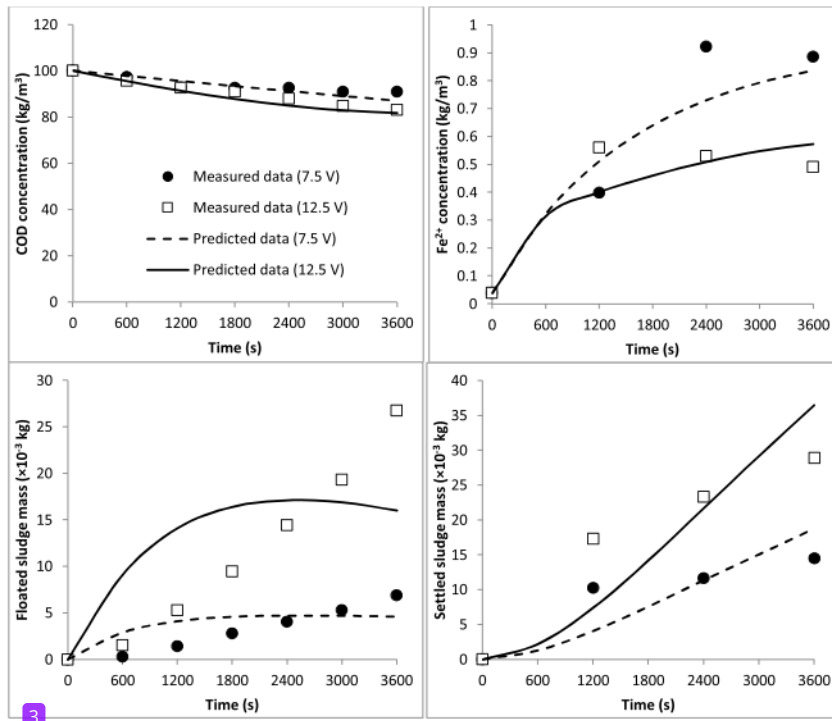 COD concentration (kg/m³)
120
100
80
60
40
20
0
Measured data (7.5 V)
Measured data (12.5 V)
Predicted data (7.5 V)
Predicted data (12.5 V)
0 600 1200 1800 2400 3000 3600
Time (s)
Fe²⁺ concentration (kg/m³)
1
0.9
0.8
0.7
0.6
0.5
0.4
0.3
0.2
0.1
0
0 600 1200 1800 2400 3000 3600
Time (s)
Floated sludge mass (×10⁻³ kg)
30
25
20
15
10
5
0
0 600 1200 1800 2400 3000 3600
Time (s)
Settled sludge mass (×10⁻³ kg)
40
35
30
25
20
15
10
5
0
0 600 1200 1800 2400 3000 3600
Time (s)
3